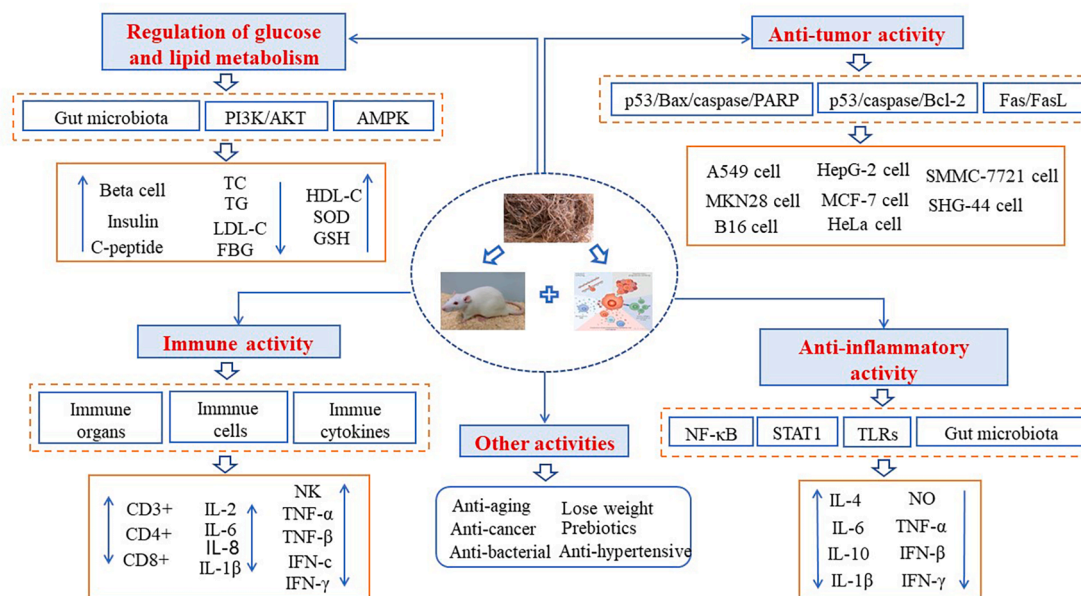 Regulation of glucose
and lipid metabolism
Gut microbiota
PI3K/AKT
AMPK
Beta cell
Insulin
C-peptide
TC
TG
LDL-C
FBG
HDL-C
SOD
GSH
Anti-tumor activity
p53/Bax/caspase/PARP
p53/caspase/Bcl-2
Fas/FasL
A549 cell
MKN28 cell
B16 cell
HepG-2 cell
MCF-7 cell
HeLa cell
SMMC-7721 cell
SHG-44 cell
Immune activity
Immune
organs
Immnue
cells
Immue
cytokines
CD3+
CD4+
CD8+
IL-2
IL-6
IL-8
IL-1β
NK
TNF-α
TNF-β
IFN-c
IFN-γ
Other activities
Anti-aging
Anti-cancer
Anti-bacterial
Lose weight
Prebiotics
Anti-hypertensive
Anti-inflammatory
activity
NF-κB
STAT1
TLRs
Gut microbiota
IL-4
IL-6
IL-10
IL-1β
NO
TNF-α
IFN-β
IFN-γ